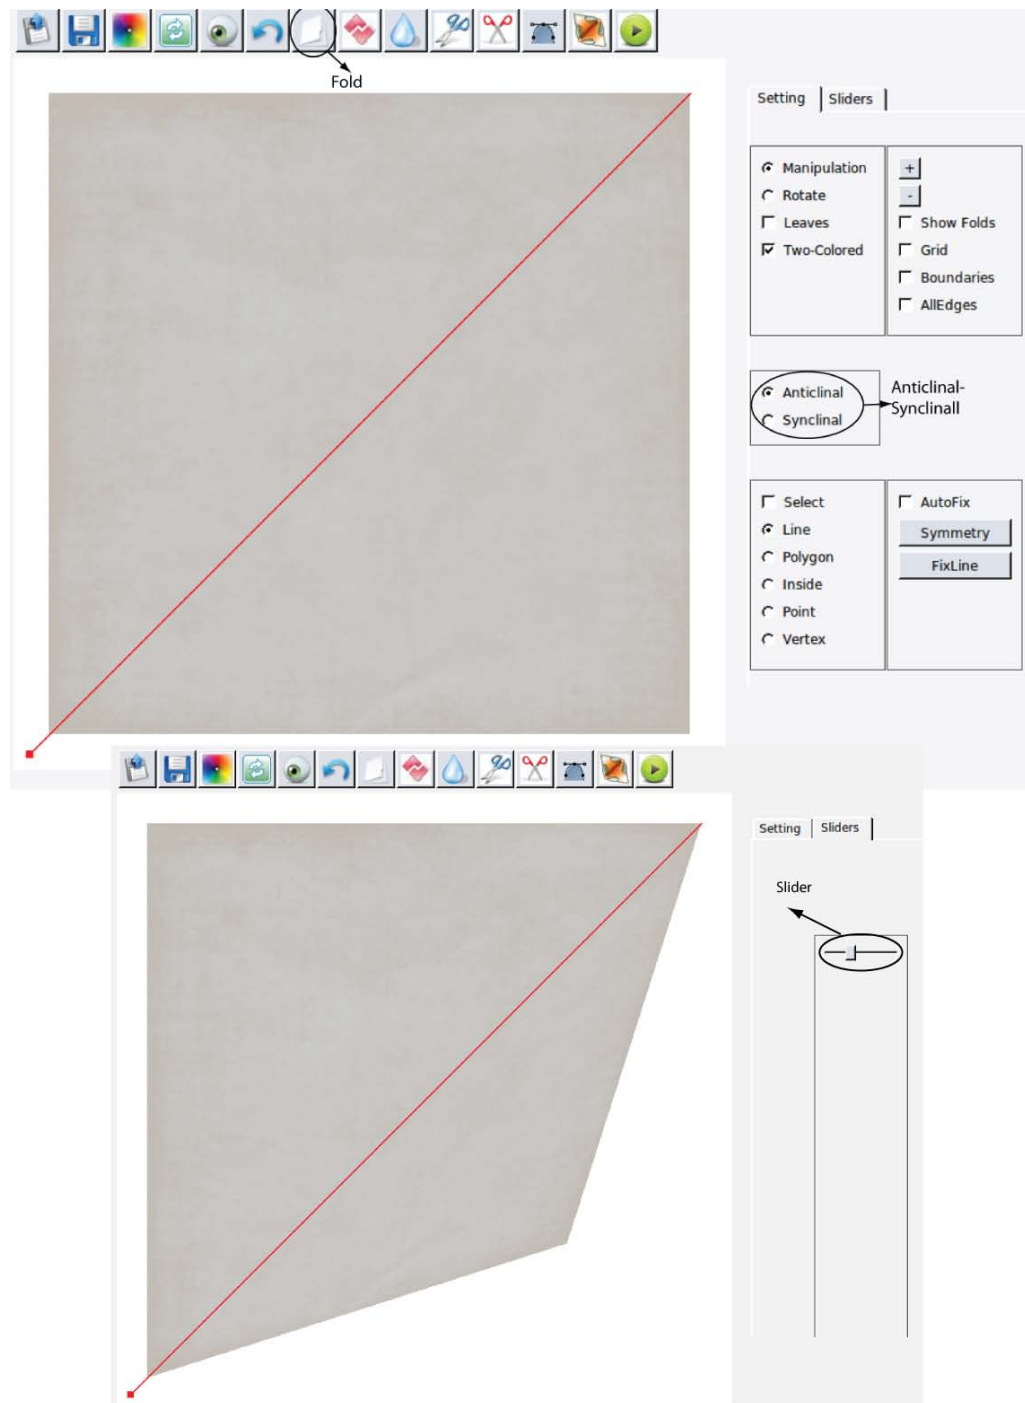 Fold
Setting
Sliders
Manipulation
Rotate
Leaves
Two-Colored
+
-
Show Folds
Grid
Boundaries
AllEdges
Anticlinal
Synclinal
Anticlinal-
Synclinall
Select
Line
Polygon
Inside
Point
Vertex
AutoFix
Symmetry
FixLine
Setting
Sliders
Slider